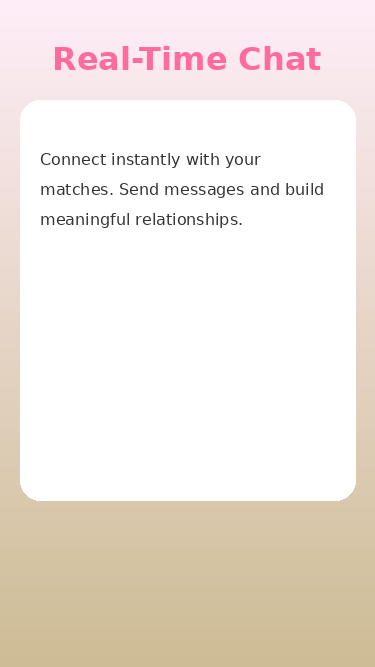 Real-Time Chat
Connect instantly with your
matches. Send messages and build
meaningful relationships.